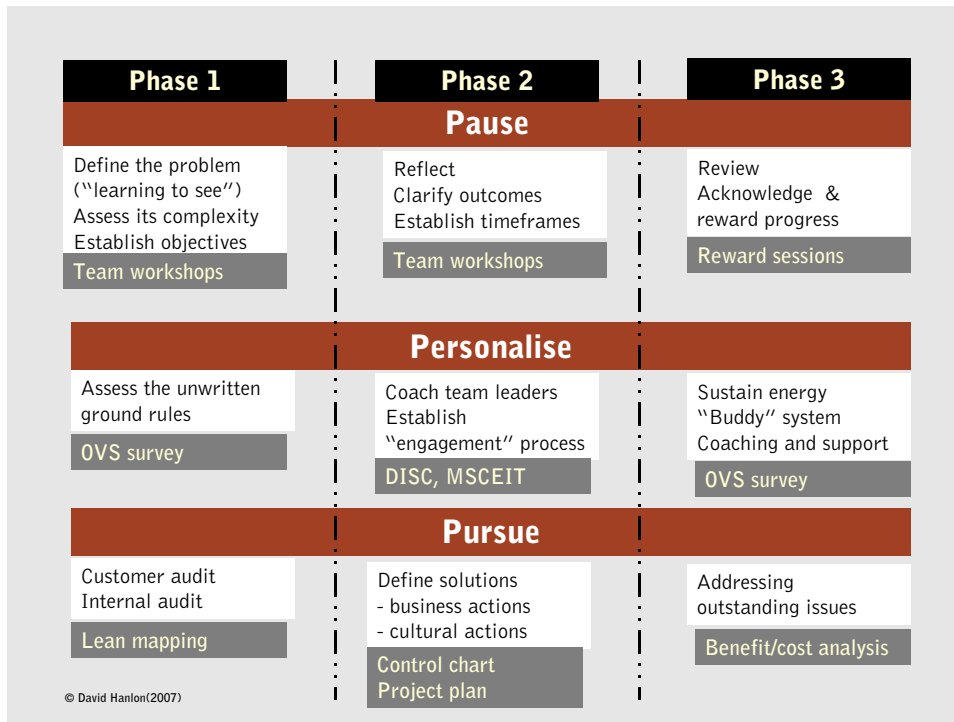 Phase 1
Phase 2
Phase 3
Pause
Define the problem
(“learning to see”)
Assess its complexity
Establish objectives
Team workshops
Reflect
Clarify outcomes
Establish timeframes
Team workshops
Review
Acknowledge &
reward progress
Reward sessions
Personalise
Assess the unwritten
ground rules
OVS survey
Coach team leaders
Establish
“engagement” process
DISC, MSCEIT
Sustain energy
“Buddy” system
Coaching and support
OVS survey
Pursue
Customer audit
Internal audit
Lean mapping
Define solutions
- business actions
- cultural actions
Control chart
Project plan
Addressing
outstanding issues
Benefit/cost analysis
© David Hanlon(2007)